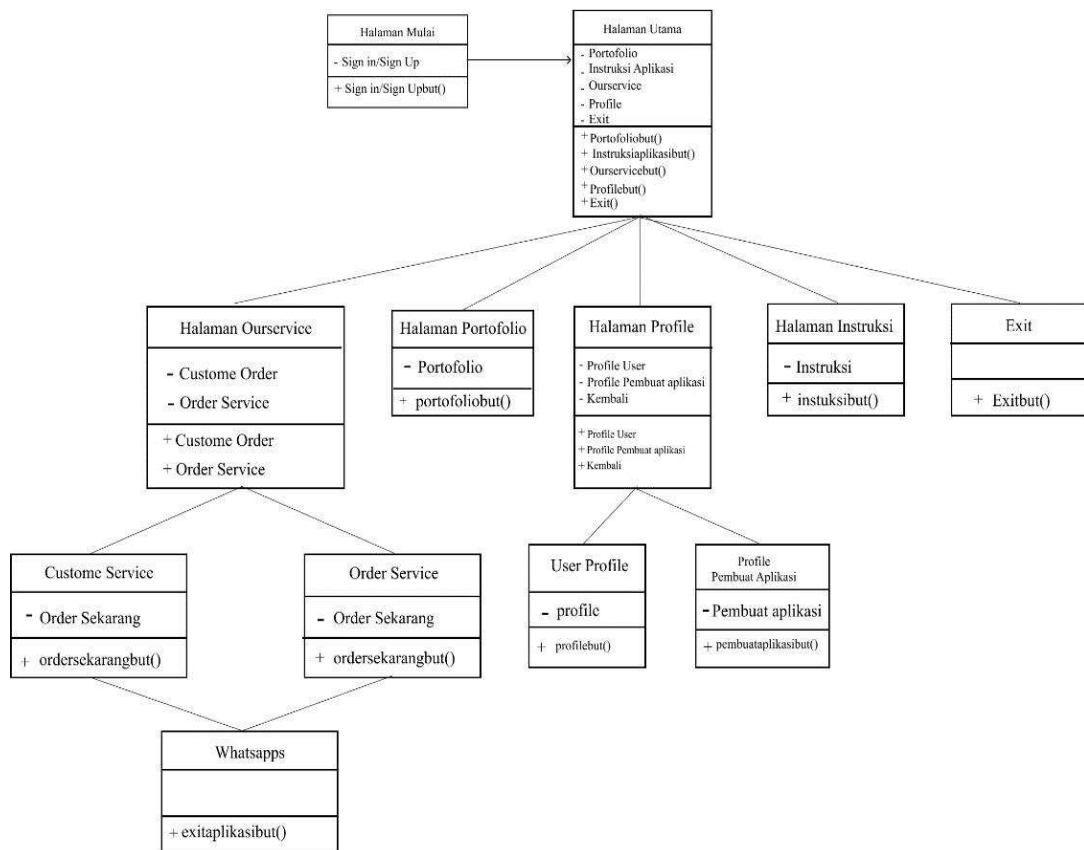 Halaman Mulai
- Sign in/Sign Up
+ Sign in/Sign Upbut()
Halaman Utama
- Portofolio
- Instruksi Aplikasi
- Ourservice
- Profile
- Exit
+ Portofoliobut()
+ Instruksiaplikasibut()
+ Ourservicebut()
+ Profilebut()
+ Exit()
Halaman Ourservice
- Custome Order
- Order Service
+ Custome Order
+ Order Service
Halaman Portofolio
- Portofolio
+ portofoliobut()
Halaman Profile
- Profile User
- Profile Pembuat aplikasi
- Kembali
+ Profile User
+ Profile Pembuat aplikasi
+ Kembali
Halaman Instruksi
- Instruksi
+ instuksibut()
Exit
+ Exitbut()
Custome Service
- Order Sekarang
+ ordersekarangbut()
Order Service
- Order Sekarang
+ ordersekarangbut()
User Profile
- profile
+ profilebut()
Profile
Pembuat Aplikasi
- Pembuat aplikasi
+ pembuataplikasibut()
Whatsapps
+ exitaplikasibut()